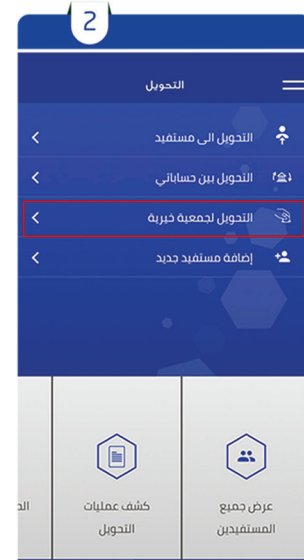 2
التحويل
التحويل الى مستفيد
التحويل بين حساباتي
التحويل لجمعية خيرية
إضافة مستفيد جديد
عرض جميع
المستفيدين
كشف عمليات
التحويل